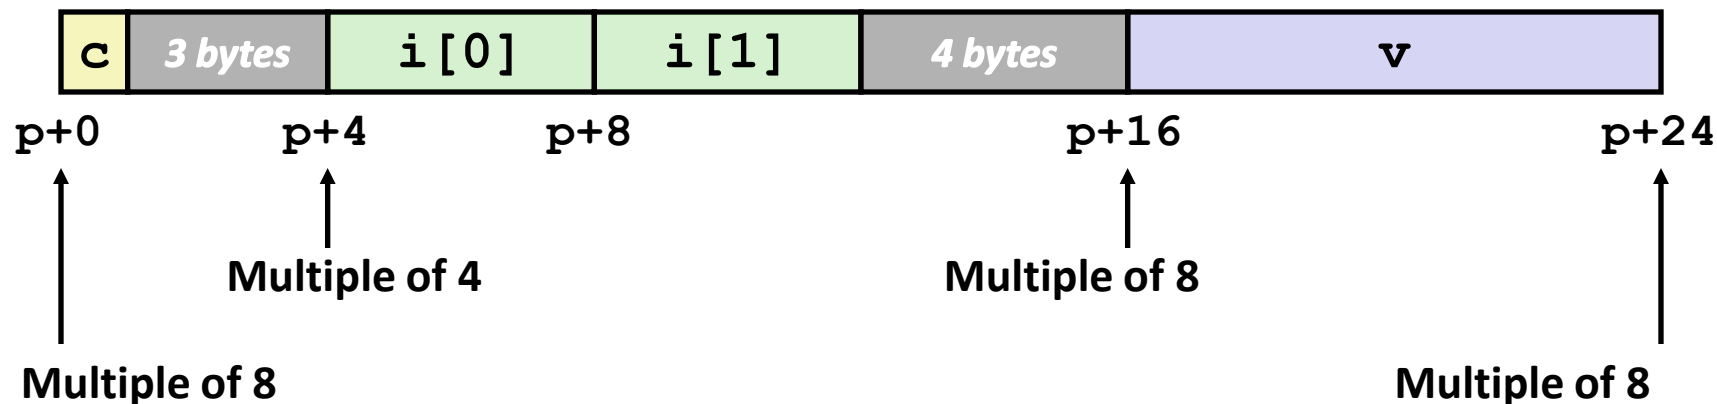 c 3 bytes i[0] i[1] 4 bytes v
p+0 p+4 p+8 p+16 p+24
Multiple of 4 Multiple of 8
Multiple of 8 Multiple of 8